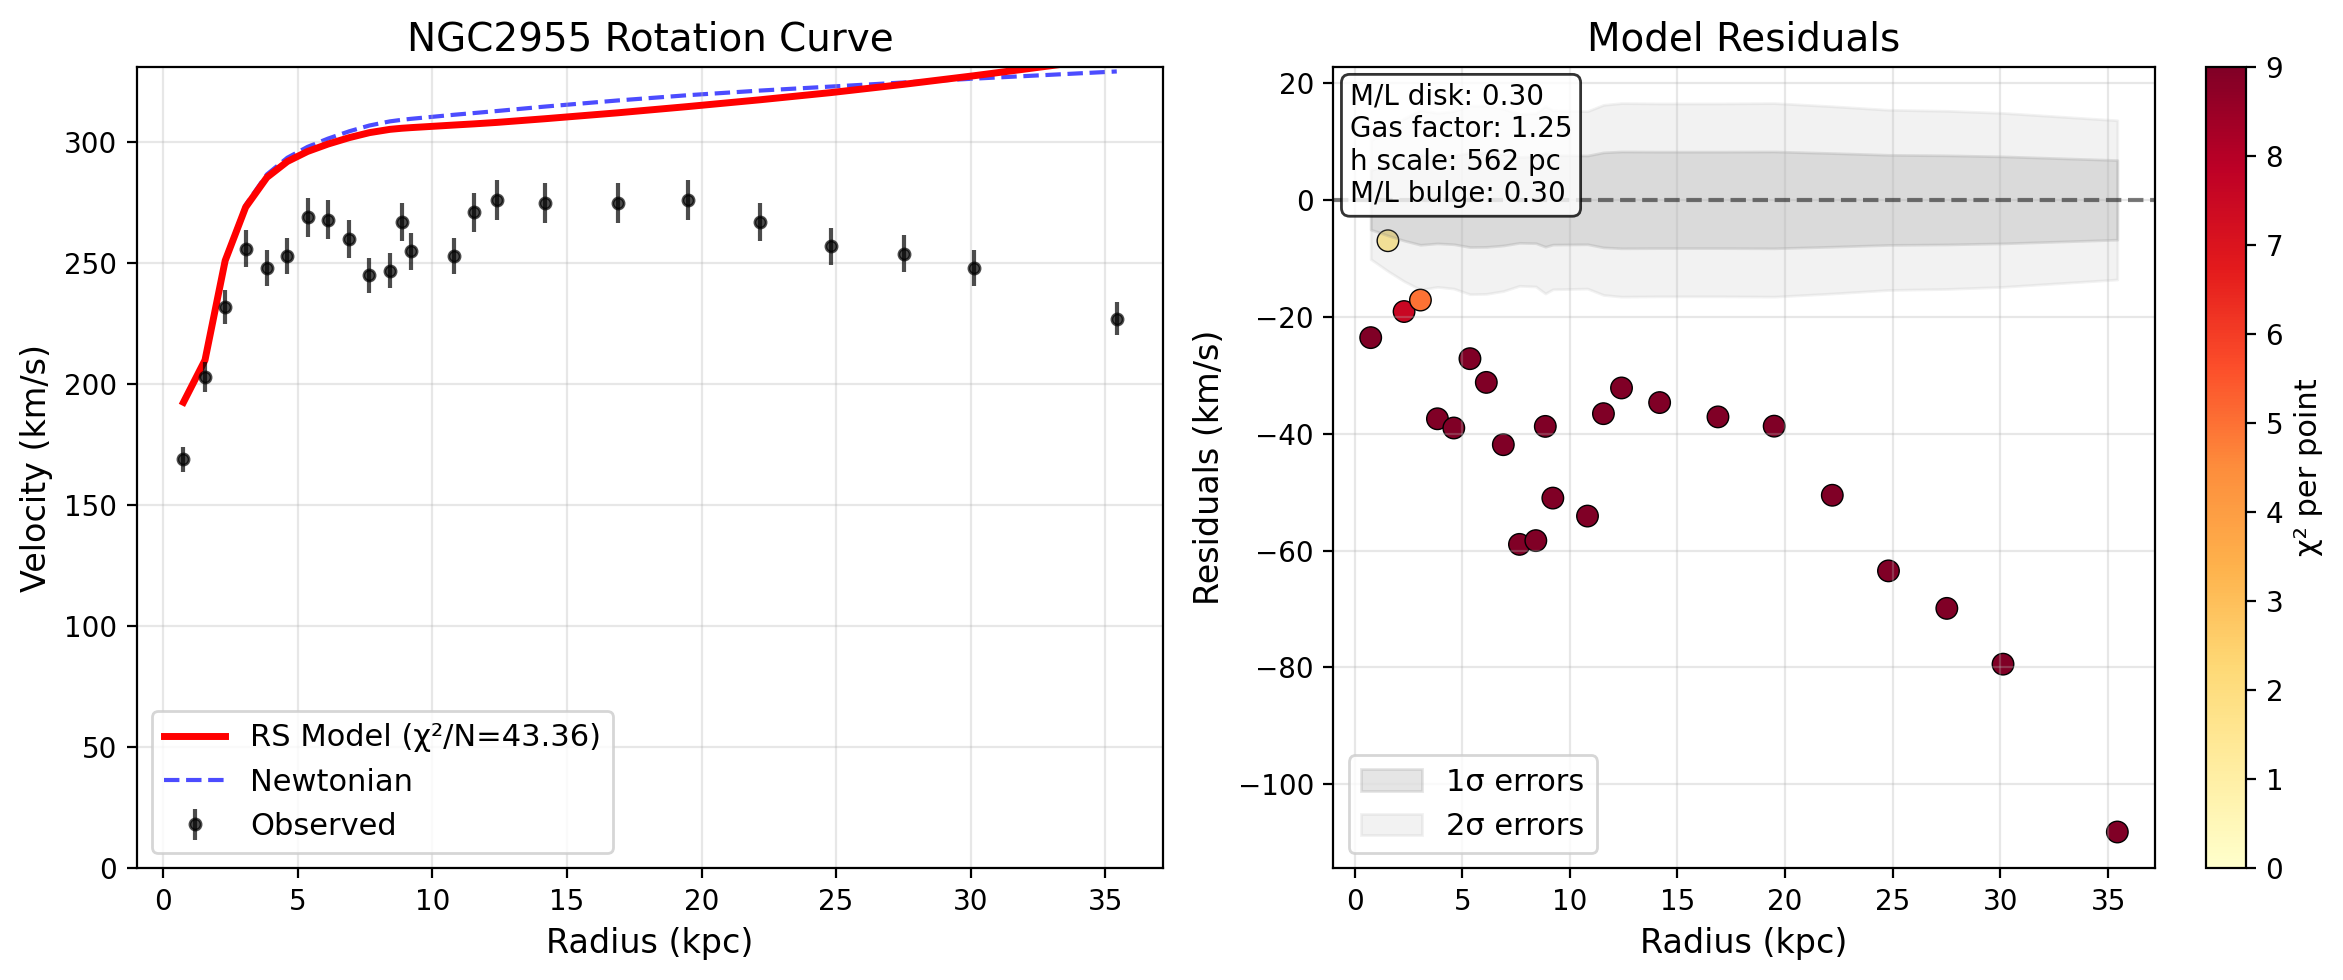 NGC2955 Rotation Curve
Velocity (km/s)
300
250
200
150
100
50
0
RS Model (χ²/N=43.36)
Newtonian
Observed
0 5 10 15 20 25 30 35
Radius (kpc)
Model Residuals
Residuals (km/s)
20
0
−20
−40
−60
−80
−100
M/L disk: 0.30
Gas factor: 1.25
h scale: 562 pc
M/L bulge: 0.30
1σ errors
2σ errors
0 5 10 15 20 25 30 35
Radius (kpc)
9
8
7
6
5
4
3
2
1
0
χ² per point